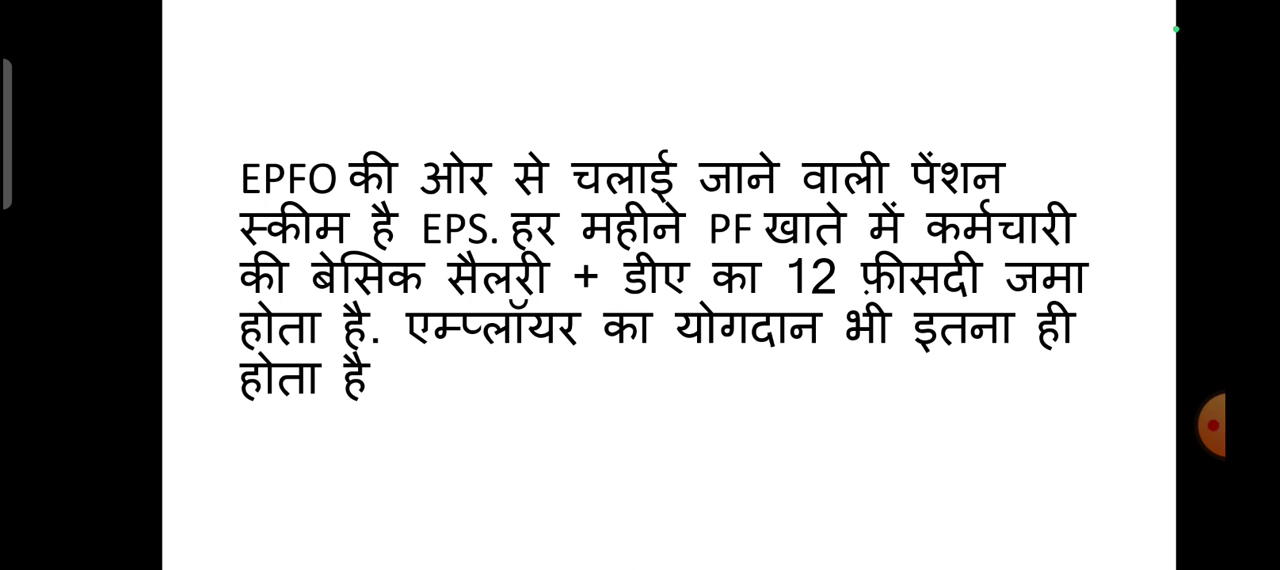 EPFO की ओर से चलाई जाने वाली पेंशन
स्कीम है EPS. हर महीने PF खाते में कर्मचारी
की बेसिक सैलरी + डीए का 12 फ़ीसदी जमा
होता है. एम्प्लॉयर का योगदान भी इतना ही
होता है